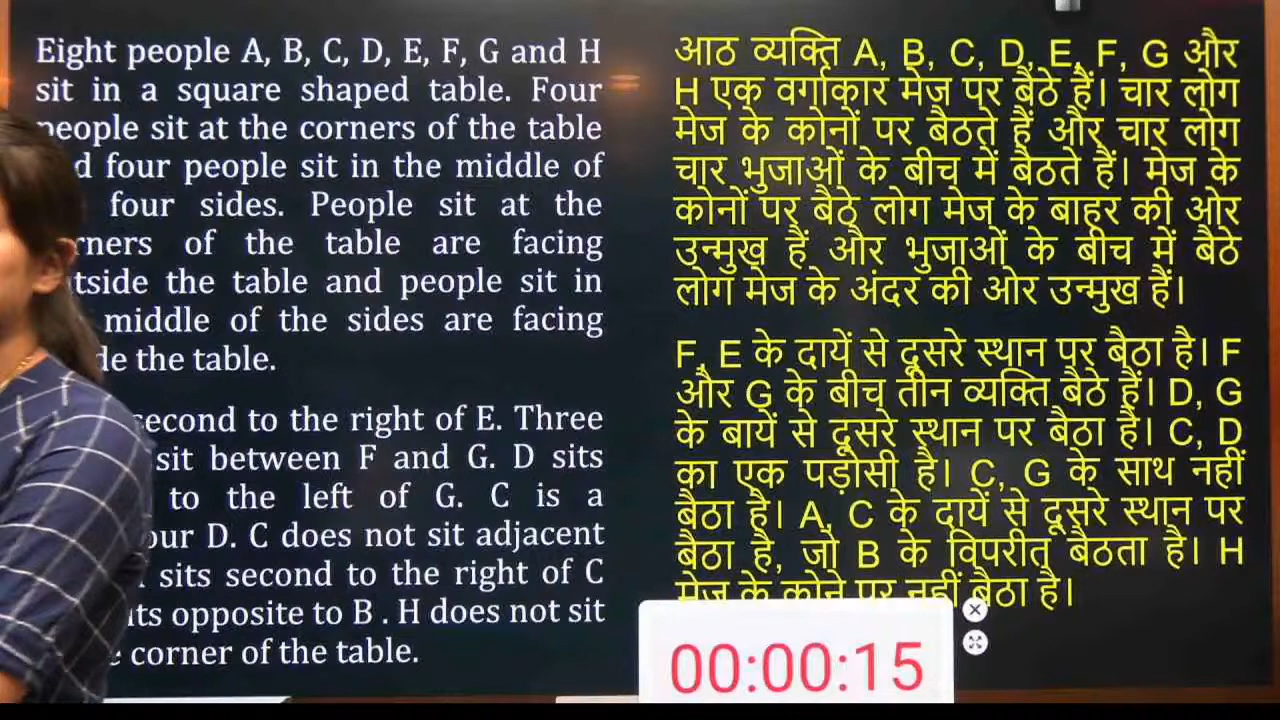 Eight people A, B, C, D, E, F, G and H
sit in a square shaped table. Four
people sit at the corners of the table
four people sit in the middle of
four sides. People sit at the
of the table are facing
the table and people sit in
middle of the sides are facing
the table.
second to the right of E. Three
sit between F and G. D sits
to the left of G. C is a
D. C does not sit adjacent
sits second to the right of C
opposite to B . H does not sit
corner of the table.
आठ व्यक्ति A, B, C, D, E, F, G और
H एक वर्गाकार मेज पर बैठे हैं। चार लोग
मेज के कोनों पर बैठते हैं और चार लोग
चार भुजाओं के बीच में बैठते हैं। मेज के
कोनों पर बैठे लोग मेज के बाहर की ओर
उन्मुख हैं और भुजाओं के बीच में बैठे
लोग मेज के अंदर की ओर उन्मुख हैं।
F, E के दायें से दूसरे स्थान पर बैठा है। F
और G के बीच तीन व्यक्ति बैठे हैं। D, G
के बायें से दूसरे स्थान पर बैठा है। C, D
का एक पड़ोसी है। C, G के साथ नहीं
बैठा है। A, C के दायें से दूसरे स्थान पर
बैठा है, जो B के विपरीत बैठता है। H
मेज के कोने पर नहीं बैठा है।
00:00:15